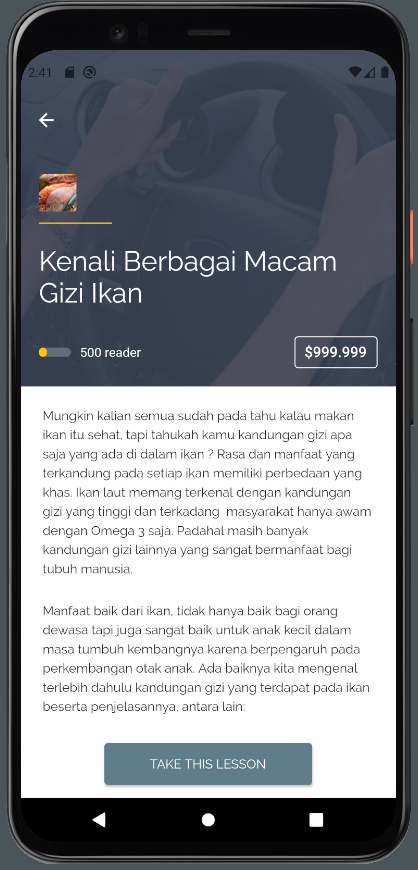 2:41
Kenali Berbagai Macam
Gizi Ikan
500 reader
$999.999
Mungkin kalian semua sudah pada tahu kalau makan
ikan itu sehat, tapi tahukah kamu kandungan gizi apa
saja yang ada di dalam ikan ? Rasa dan manfaat yang
terkandung pada setiap ikan memiliki perbedaan yang
khas. Ikan laut memang terkenal dengan kandungan
gizi yang tinggi dan terkadang  masyarakat hanya awam
dengan Omega 3 saja. Padahal masih banyak
kandungan gizi lainnya yang sangat bermanfaat bagi
tubuh manusia.
Manfaat baik dari ikan, tidak hanya baik bagi orang
dewasa tapi juga sangat baik untuk anak kecil dalam
masa tumbuh kembangnya karena berpengaruh pada
perkembangan otak anak. Ada baiknya kita mengenal
terlebih dahulu kandungan gizi yang terdapat pada ikan
beserta penjelasannya, antara lain:
TAKE THIS LESSON